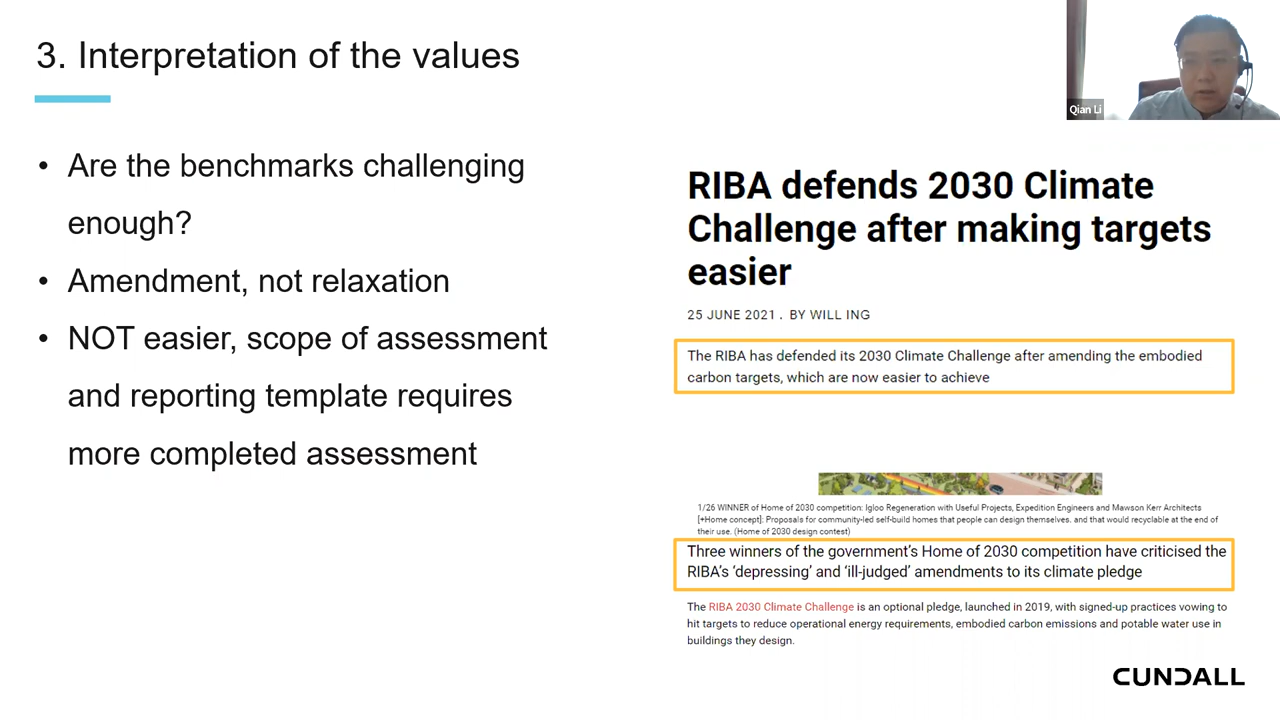 3. Interpretation of the values
Qian Li
• Are the benchmarks challenging
enough?
• Amendment, not relaxation
• NOT easier, scope of assessment
and reporting template requires
more completed assessment
RIBA defends 2030 Climate
Challenge after making targets
easier
25 JUNE 2021 . BY WILL ING
The RIBA has defended its 2030 Climate Challenge after amending the embodied
carbon targets, which are now easier to achieve
1/26 WINNER of Home of 2030 competition: Igloo Regeneration with Useful Projects, Expedition Engineers and Mawson Kerr Architects
[+Home concept]: Proposals for community-led self-build homes that people can design themselves. and that would recyclable at the end of
their use. (Home of 2030 design contest)
Three winners of the government's Home of 2030 competition have criticised the
RIBA's 'depressing' and 'ill-judged' amendments to its climate pledge
The RIBA 2030 Climate Challenge is an optional pledge, launched in 2019, with signed-up practices vowing to
hit targets to reduce operational energy requirements, embodied carbon emissions and potable water use in
buildings they design.
CUNDALL